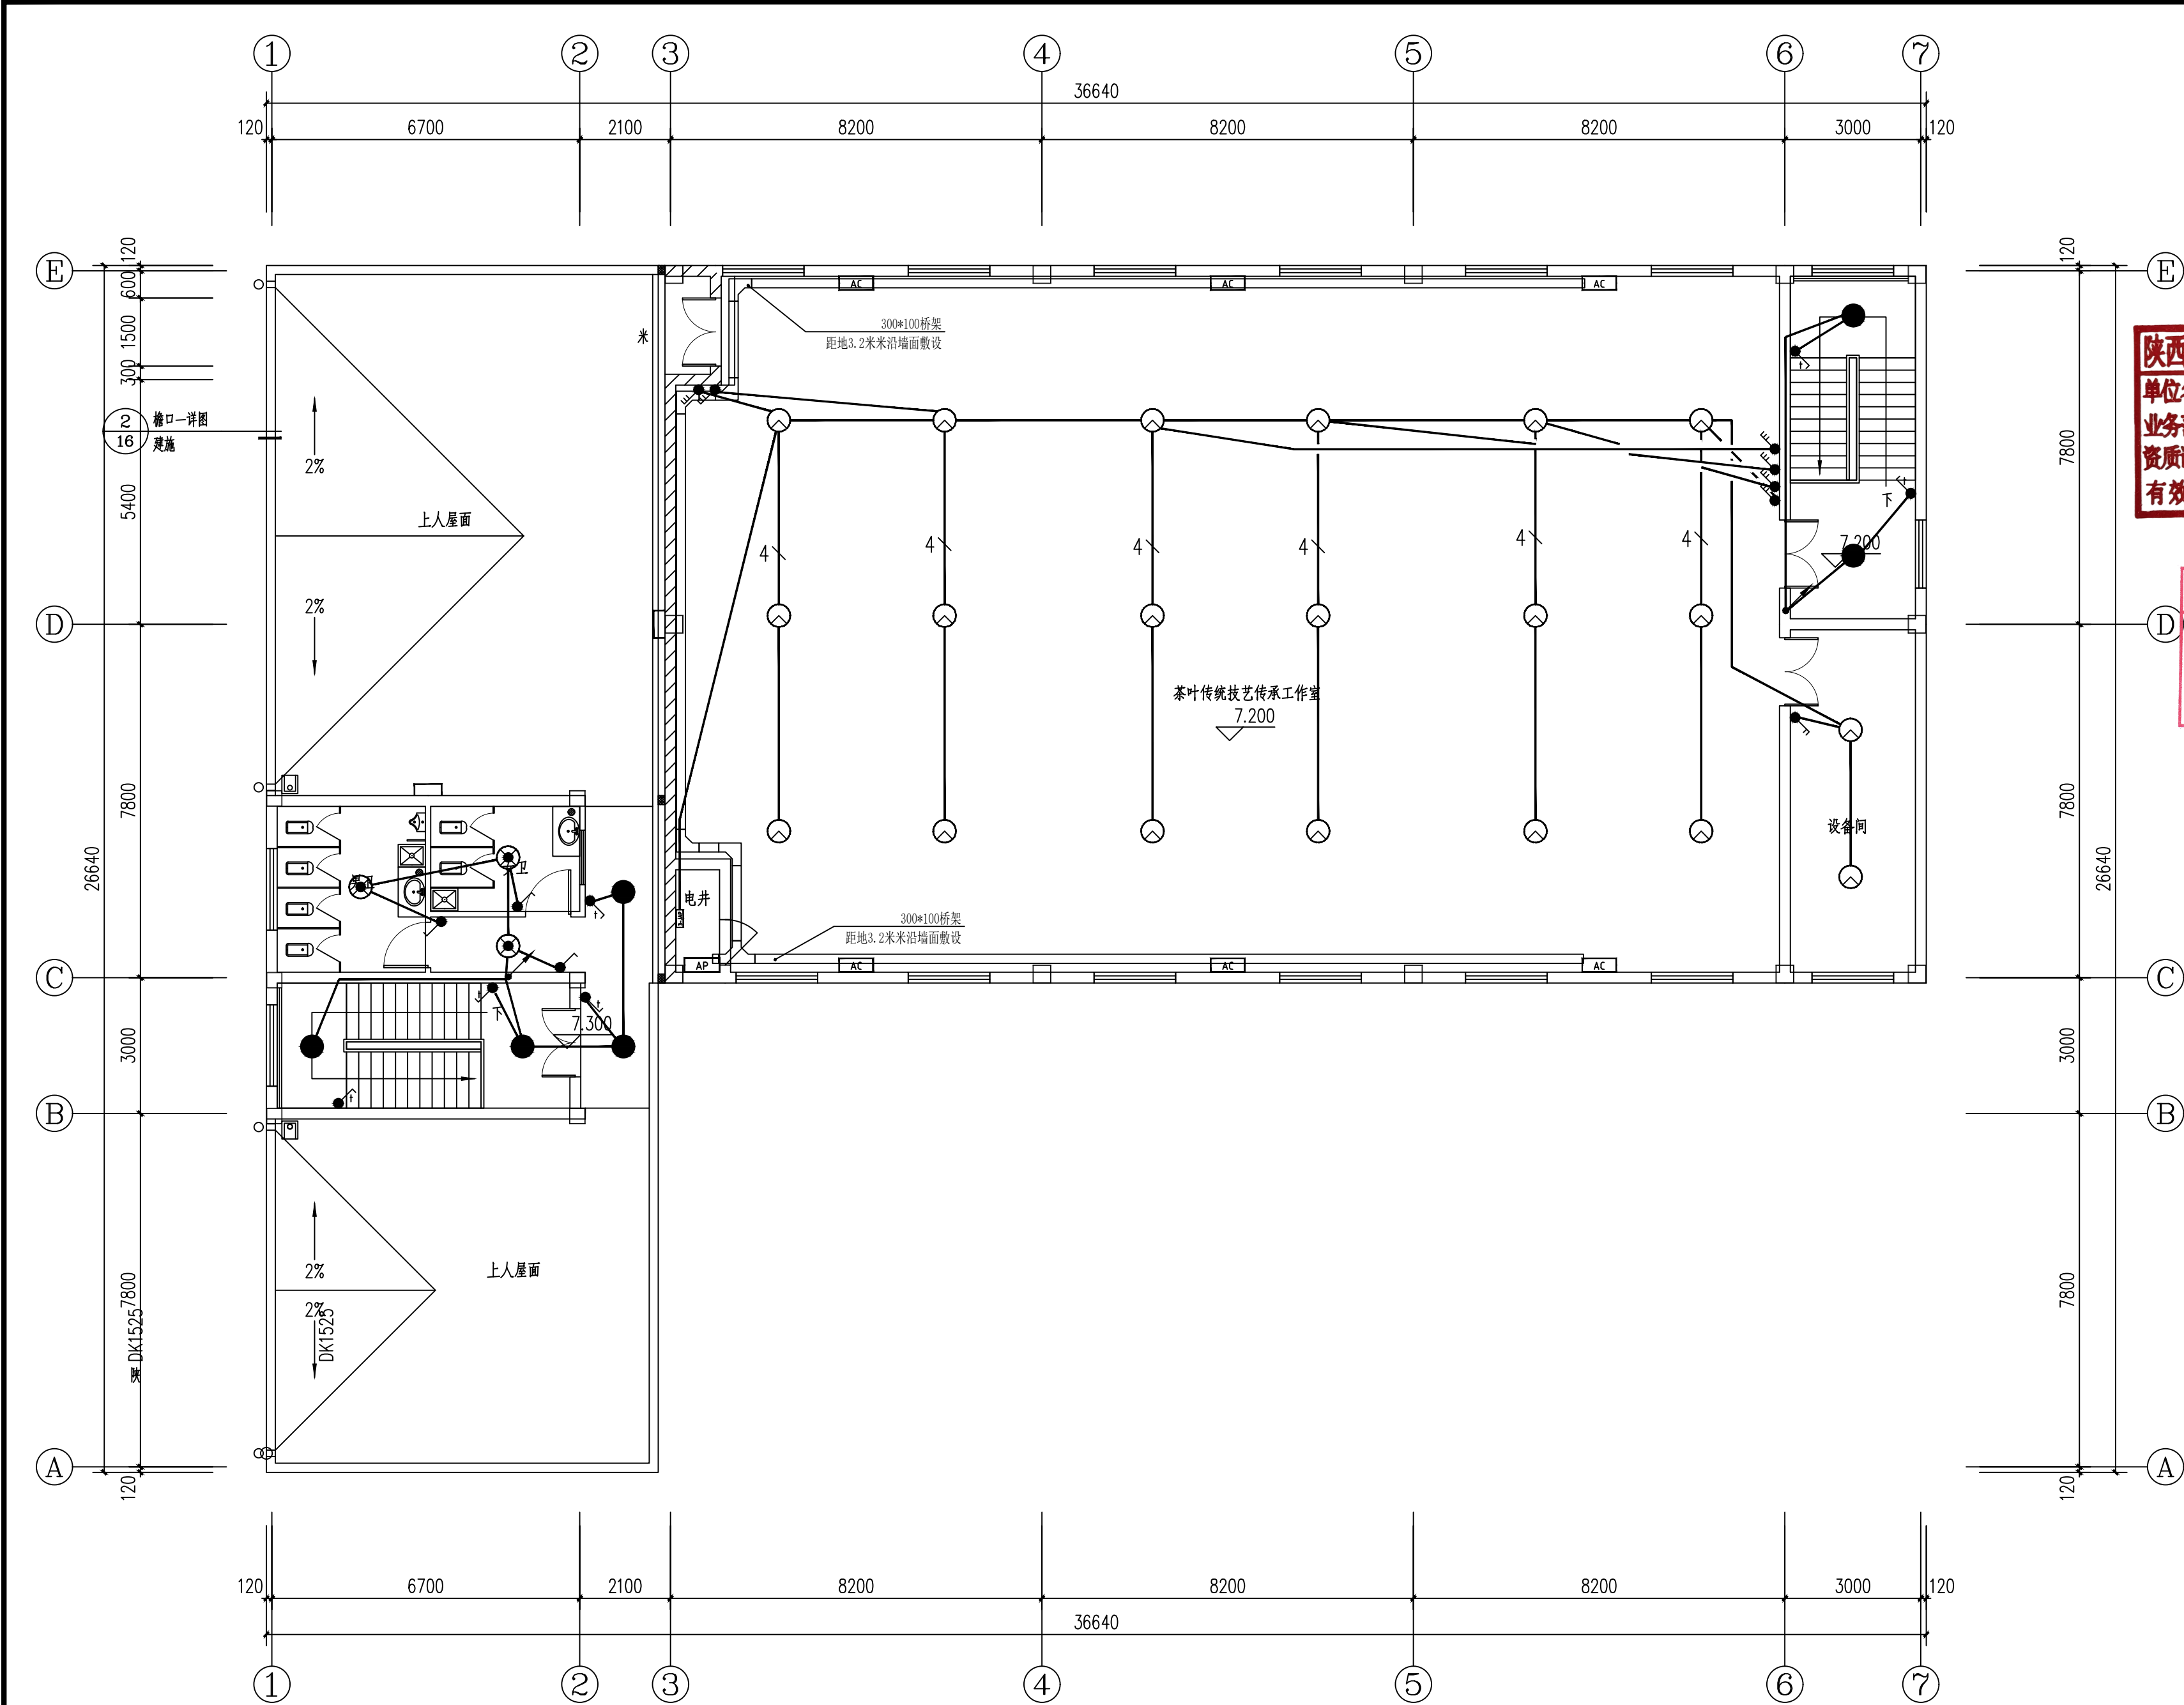 1 2 3 4 5 6 7
36640
120 6700 2100 8200 8200 8200 3000 120
E E
120 120
600
1500
300
5400
7800
26640
7800
3000
7800
120
2 檐口一详图
16 建施
2%
2%
上人屋面
米
AC AC AC
300*100桥架
距地3.2米米沿墙面敷设
4 4 4 4 4 4
下
7.200
D D
茶叶传统技艺传承工作室
7.200
设备间
卫
电井
300*100桥架
距地3.2米米沿墙面敷设
AP AC AC AC
C C
下
7.300
t t t t t
B B
上人屋面
2%
2%
DK1525
DK1525
陕
A A
7800
7800
26640
3000
7800
120
陕西
单位
业务
资质
有效
120 6700 2100 8200 8200 8200 3000 120
36640
1 2 3 4 5 6 7